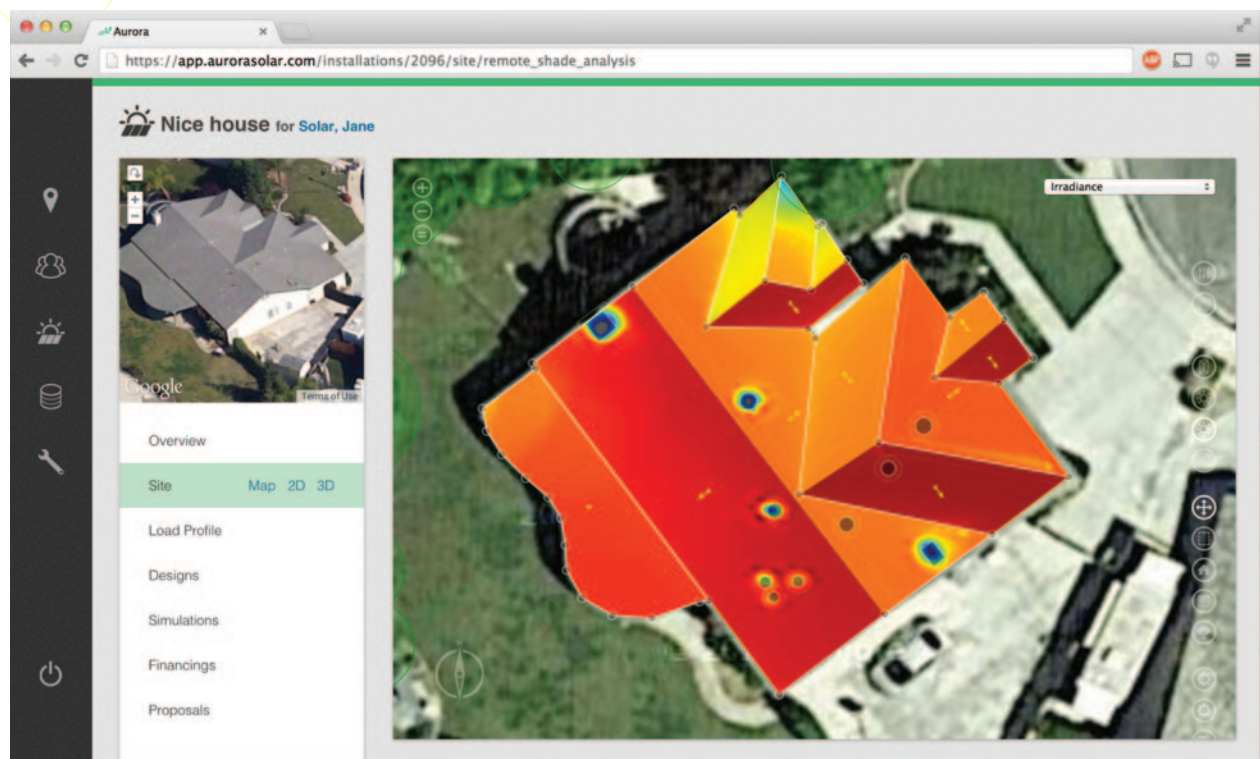 Aurora
https://app.aurorasolar.com/installations/2096/site/remote_shade_analysis
Nice house for Solar, Jane
Irradiance
Google
Terms of Use
Overview
Site Map 2D 3D
Load Profile
Designs
Simulations
Financings
Proposals